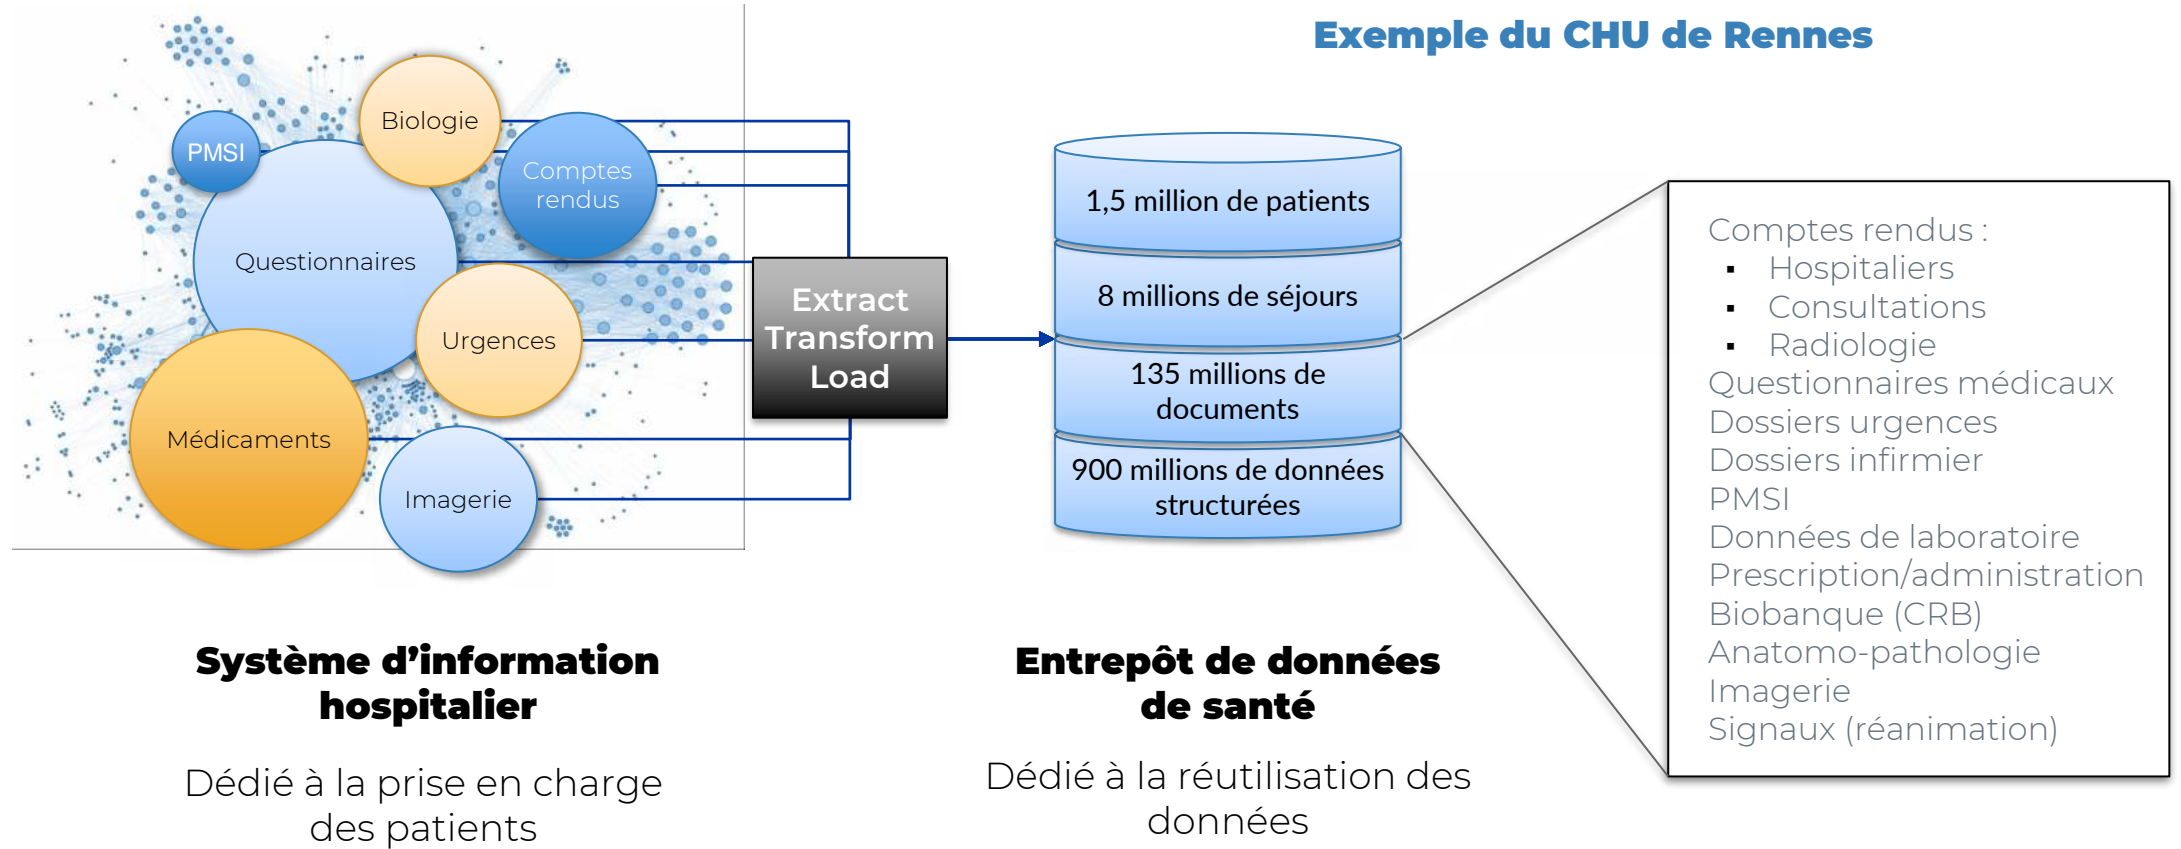 Exemple du CHU de Rennes
Biologie
PMSI
Comptes
rendus
Questionnaires
Urgences
Médicaments
Imagerie
Extract
Transform
Load
1,5 million de patients
8 millions de séjours
135 millions de
documents
900 millions de données
structurées
Comptes rendus :
▪ Hospitaliers
▪ Consultations
▪ Radiologie
Questionnaires médicaux
Dossiers urgences
Dossiers infirmier
PMSI
Données de laboratoire
Prescription/administration
Biobanque (CRB)
Anatomo-pathologie
Imagerie
Signaux (réanimation)
Système d’information
hospitalier
Dédié à la prise en charge
des patients
Entrepôt de données
de santé
Dédié à la réutilisation des
données